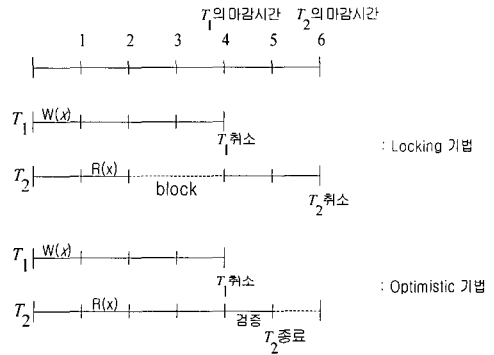 T1의 마감시간 T2의 마감시간
1 2 3 4 5 6
T1 W(x)
T1 취소
: Locking 기법
T2 R(x)
block
T2 취소
T1 W(x)
T1 취소
: Optimistic 기법
T2 R(x) 검증
T2 종료